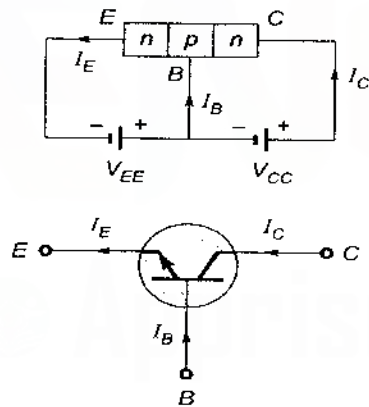 E n p n C
I_E B I_B I_C
− + − +
V_EE V_CC
I_E I_C
E C
I_B
B